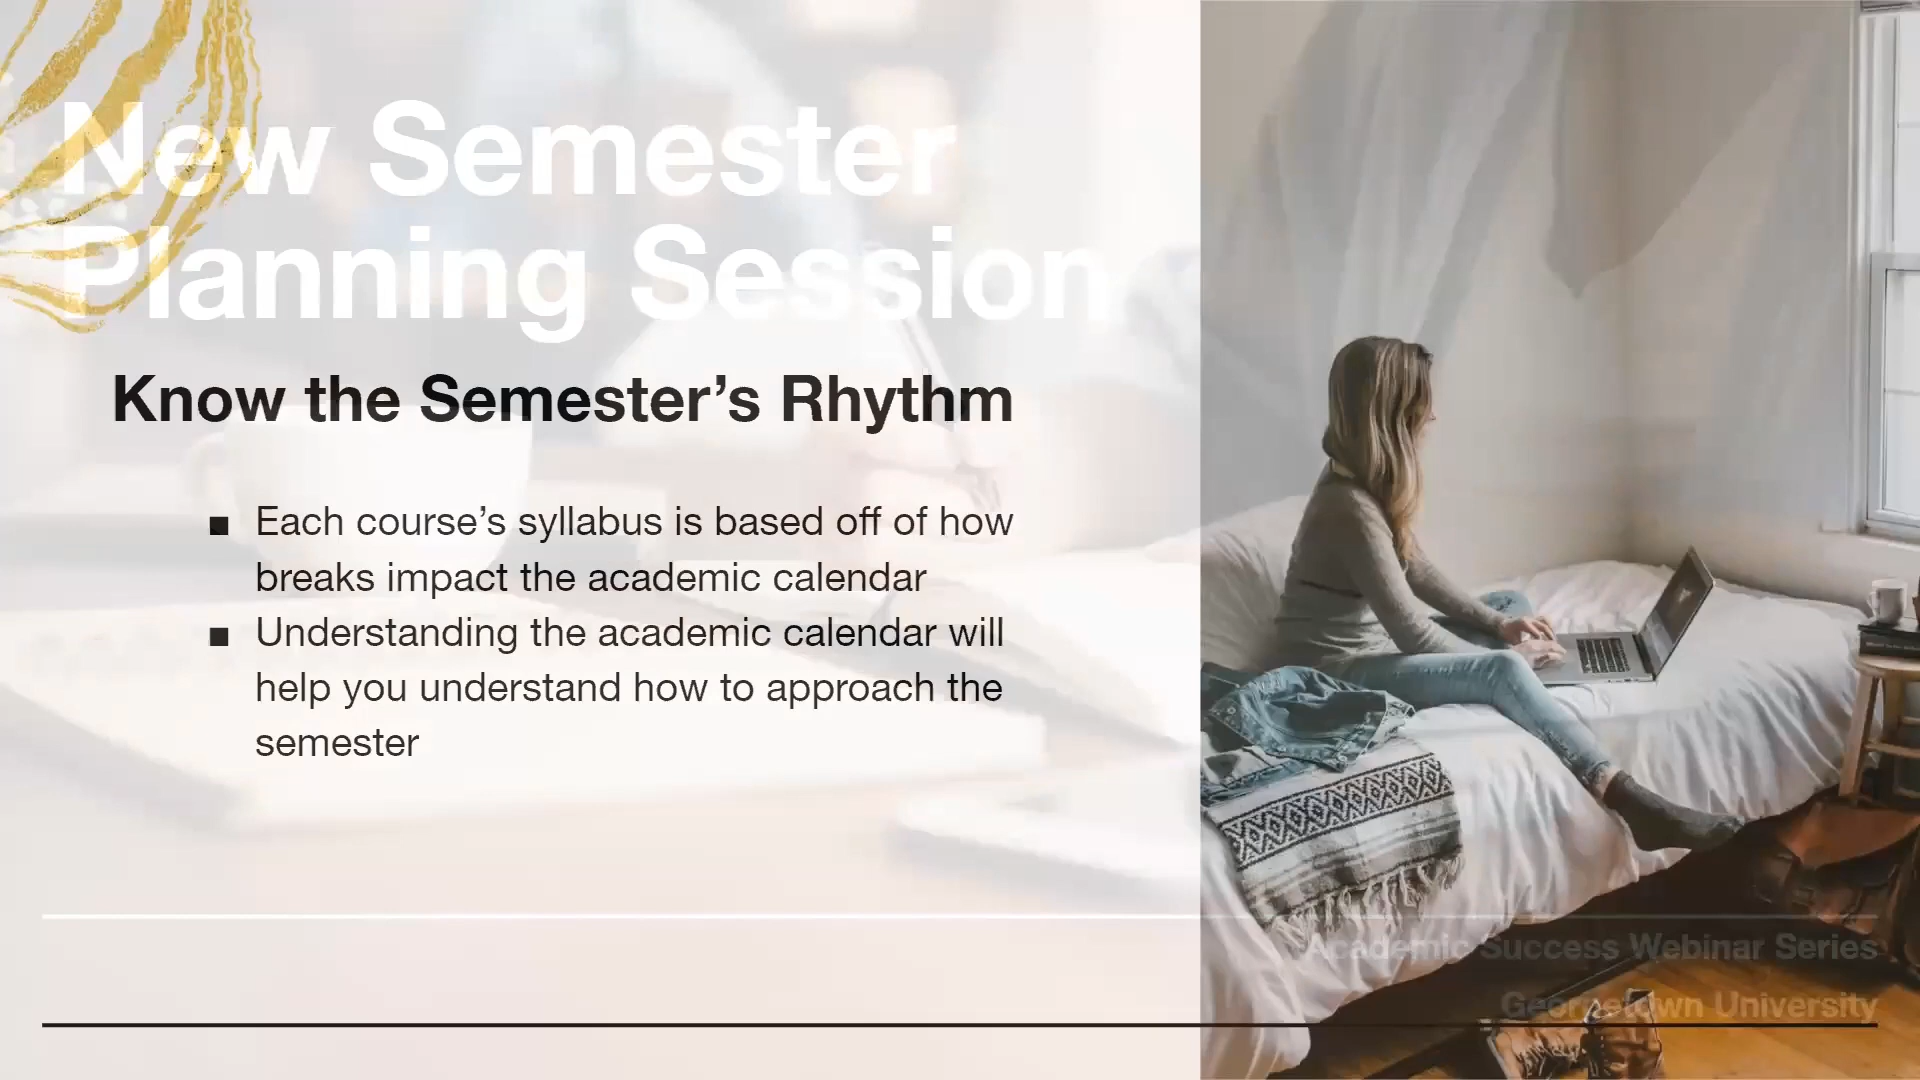 New Semester
Planning Session
Know the Semester’s Rhythm
■ Each course’s syllabus is based off of how
breaks impact the academic calendar
■ Understanding the academic calendar will
help you understand how to approach the
semester
Academic Success Webinar Series
Georgetown University